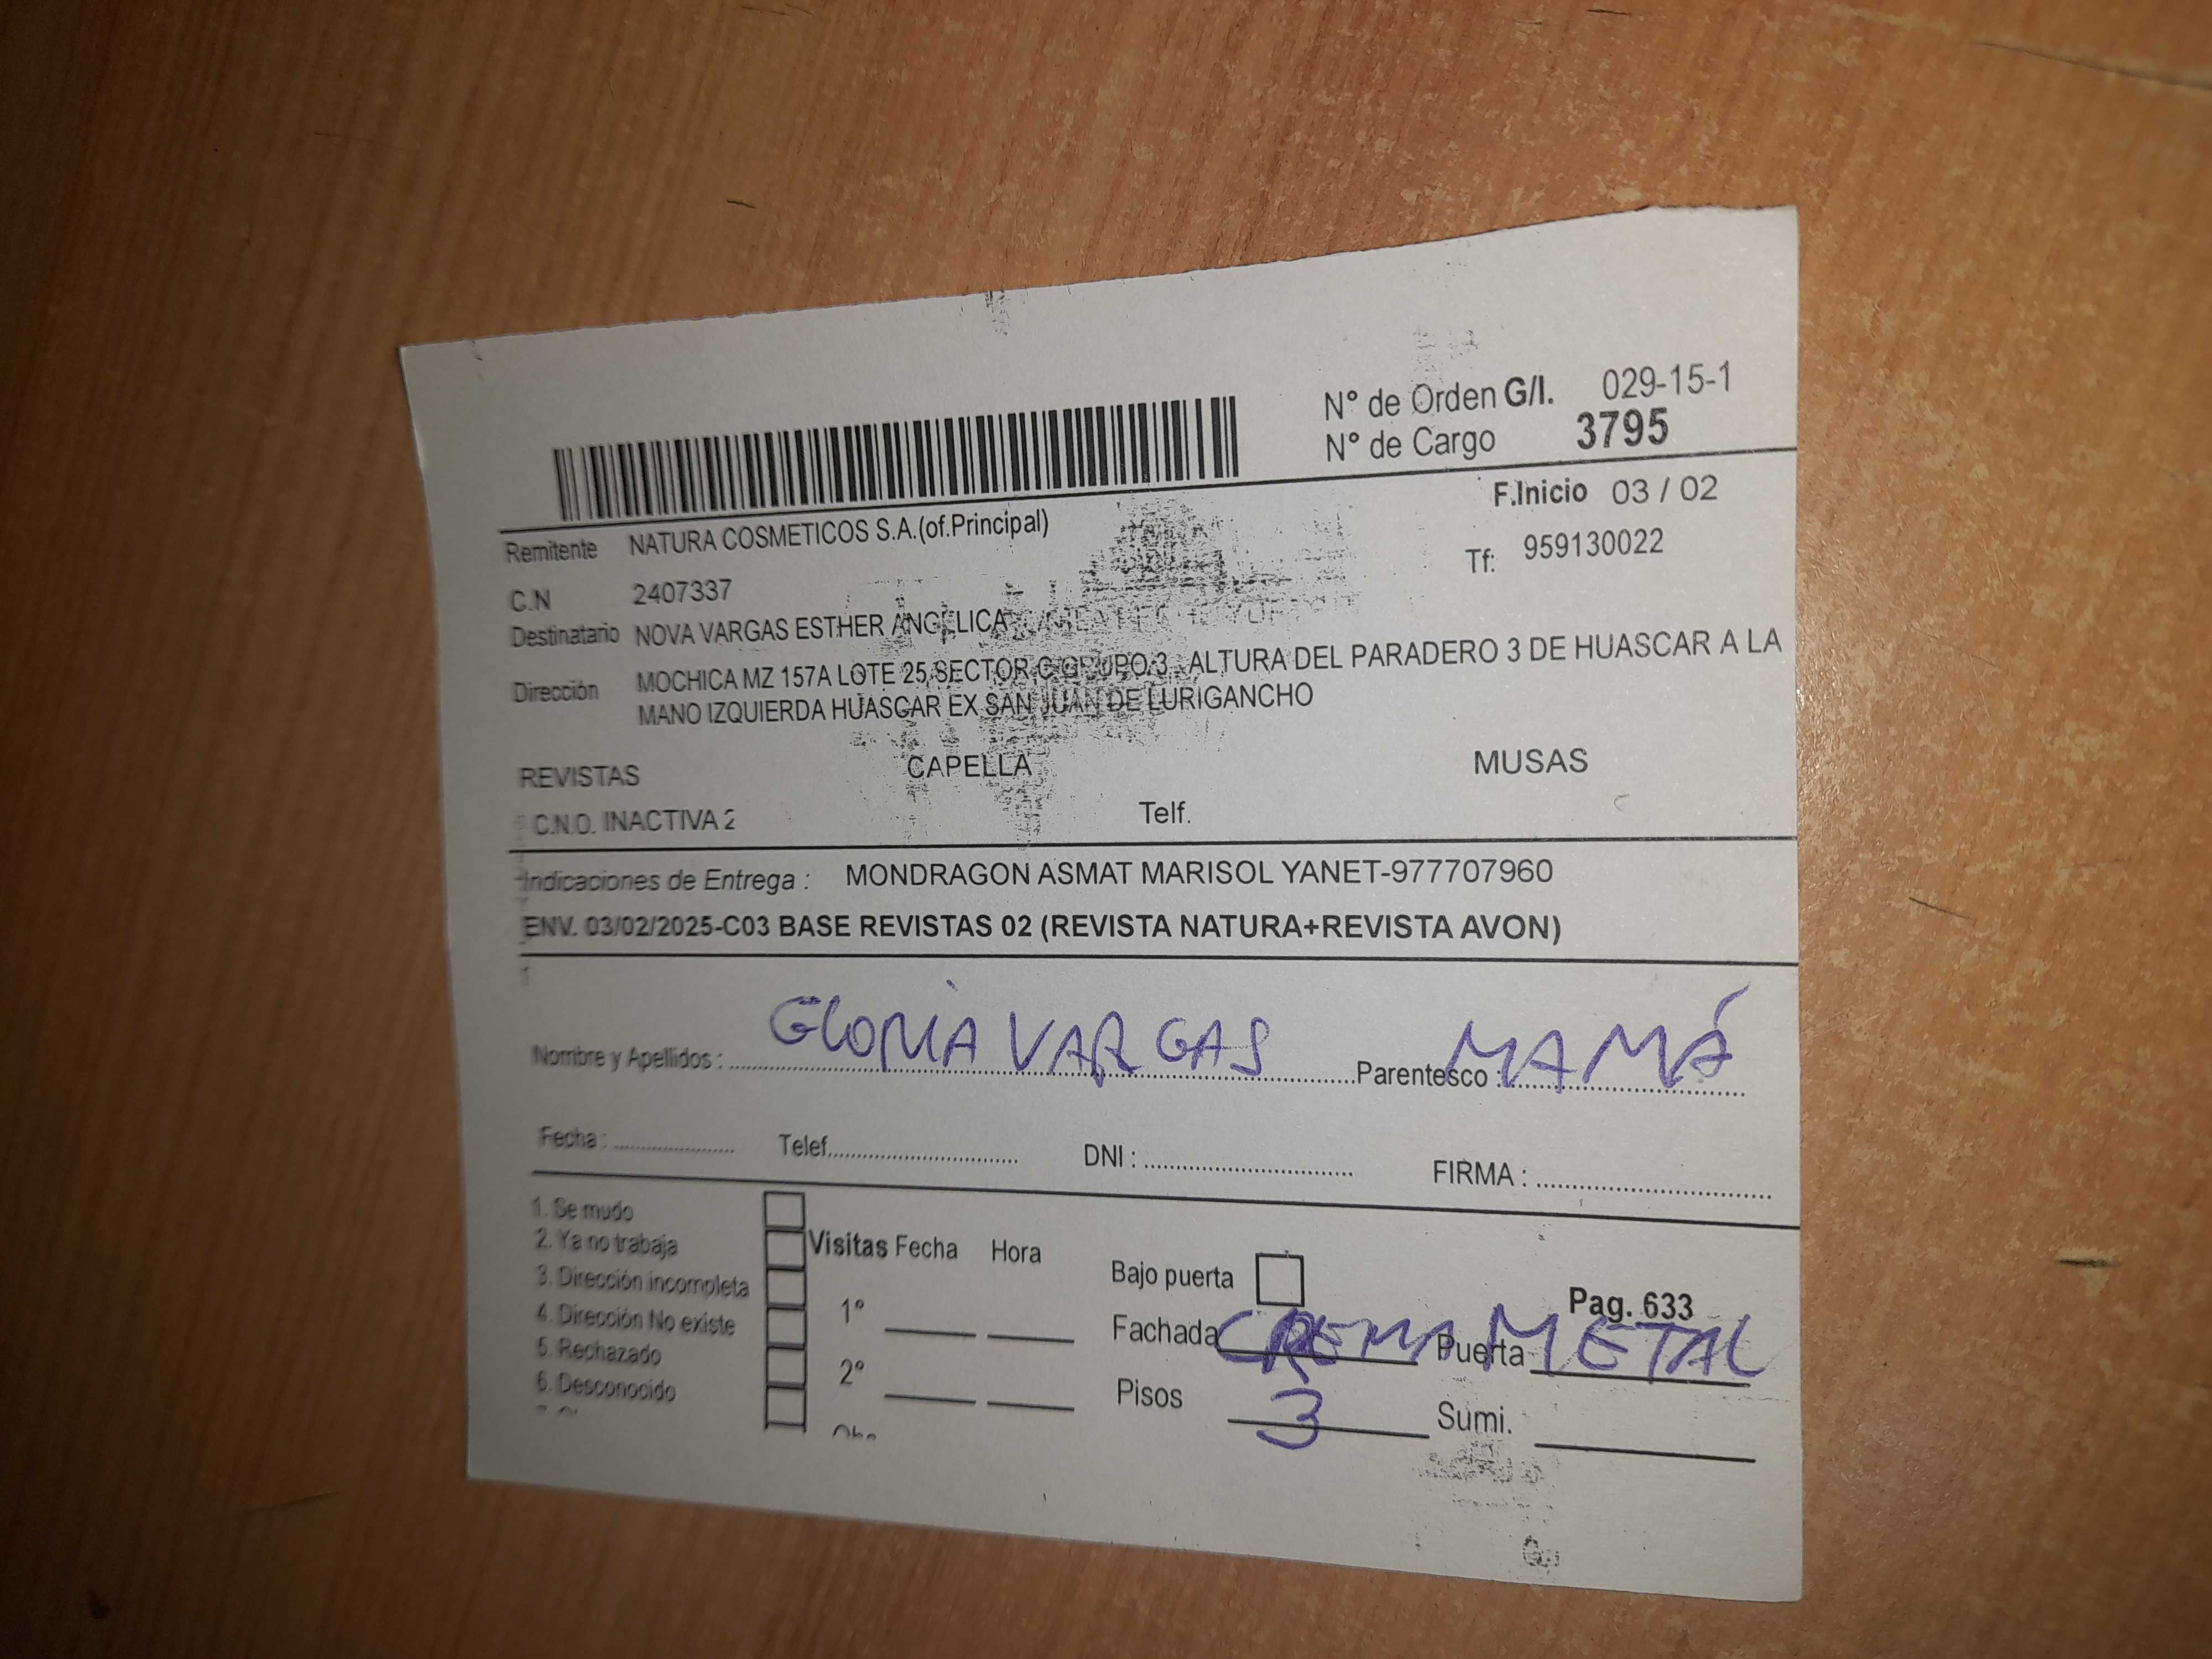 N° de Orden G/I. 029-15-1
N° de Cargo 3795
F.Inicio 03 / 02
Remitente NATURA COSMETICOS S.A.(of.Principal)
Tf: 959130022
C.N 2407337
Destinatario NOVA VARGAS ESTHER ANGELICA
Dirección MOCHICA MZ 157A LOTE 25 SECTOR C GRUPO 3 ALTURA DEL PARADERO 3 DE HUASCAR A LA
MANO IZQUIERDA HUASCAR EX SAN JUAN DE LURIGANCHO
REVISTAS CAPELLA MUSAS
C.N.O. INACTIVA 2 Telf.
Indicaciones de Entrega : MONDRAGON ASMAT MARISOL YANET-977707960
ENV. 03/02/2025-C03 BASE REVISTAS 02 (REVISTA NATURA+REVISTA AVON)
Nombre y Apellidos : GLORIA VARGAS Parentesco : MAMÁ
Fecha : Telef. DNI : FIRMA :
1. Se mudo
2. Ya no trabaja
3. Dirección incompleta
4. Dirección No existe
5. Rechazado
6. Desconocido
Visitas Fecha Hora
1°
2°
Bajo puerta Pag. 633
Fachada CREMA Puerta METAL
Pisos 3 Sumi.